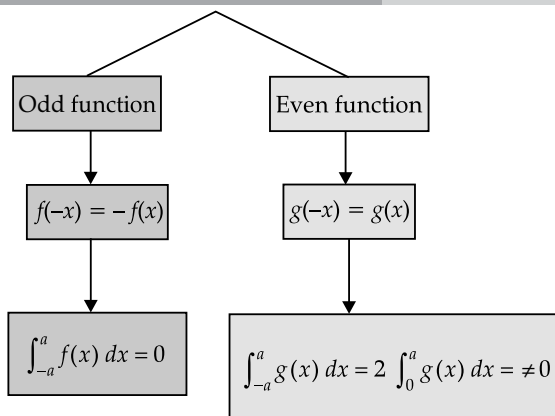 Odd function
Even function
f(−x) = − f(x)
g(−x) = g(x)
∫_{-a}^{a} f(x) dx = 0
∫_{-a}^{a} g(x) dx = 2 ∫_{0}^{a} g(x) dx = ≠ 0